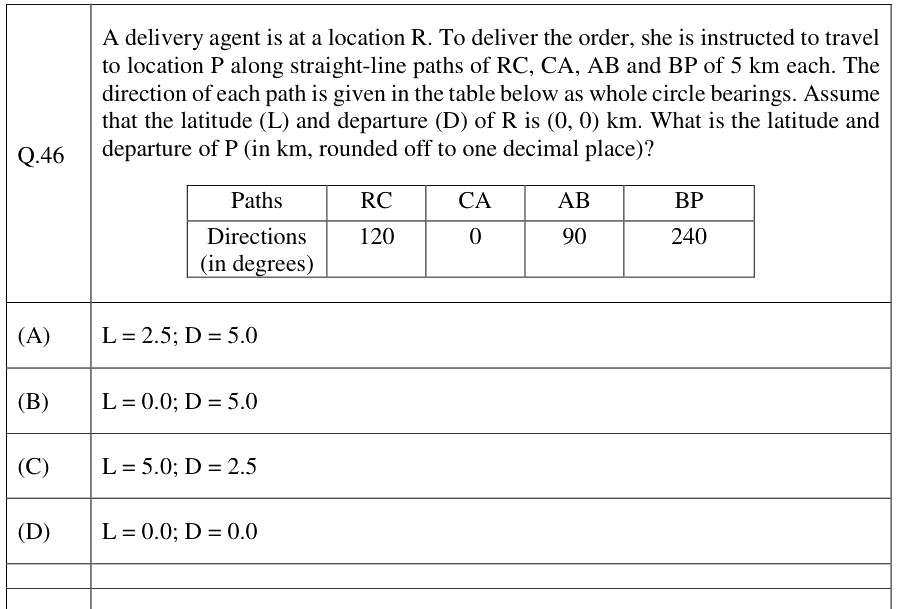 A delivery agent is at a location R. To deliver the order, she is instructed to travel
to location P along straight-line paths of RC, CA, AB and BP of 5 km each. The
direction of each path is given in the table below as whole circle bearings. Assume
that the latitude (L) and departure (D) of R is (0, 0) km. What is the latitude and
Q.46 departure of P (in km, rounded off to one decimal place)?
Paths RC CA AB BP
Directions 120 0 90 240
(in degrees)
(A) L = 2.5; D = 5.0
(B) L = 0.0; D = 5.0
(C) L = 5.0; D = 2.5
(D) L = 0.0; D = 0.0